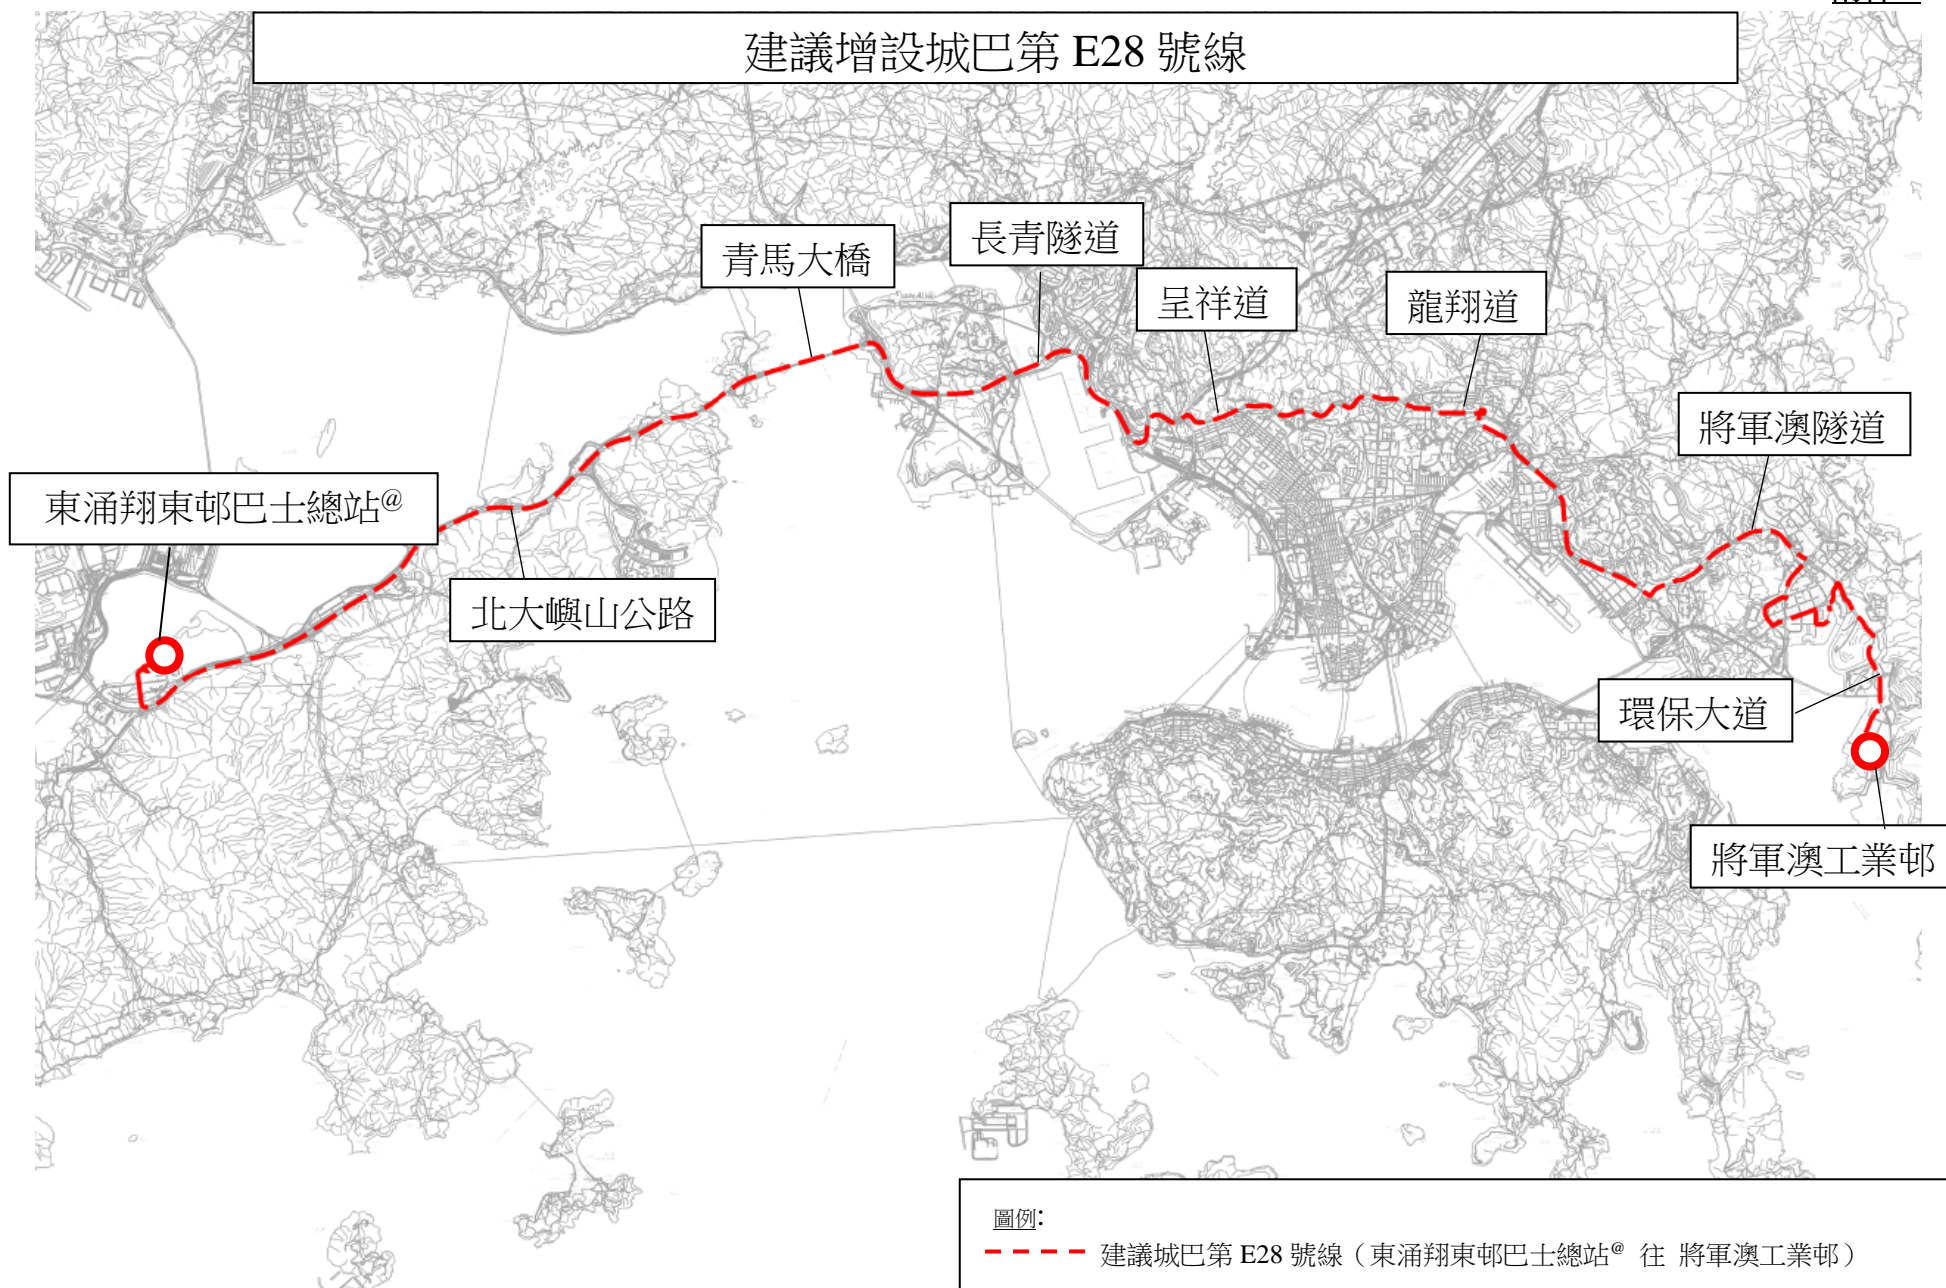 建議增設城巴第 E28 號線
長青隧道
青馬大橋
呈祥道
龍翔道
將軍澳隧道
東涌翔東邨巴士總站@
北大嶼山公路
環保大道
將軍澳工業邨
圖例:
建議城巴第 E28 號線（東涌翔東邨巴士總站@ 往 將軍澳工業邨）